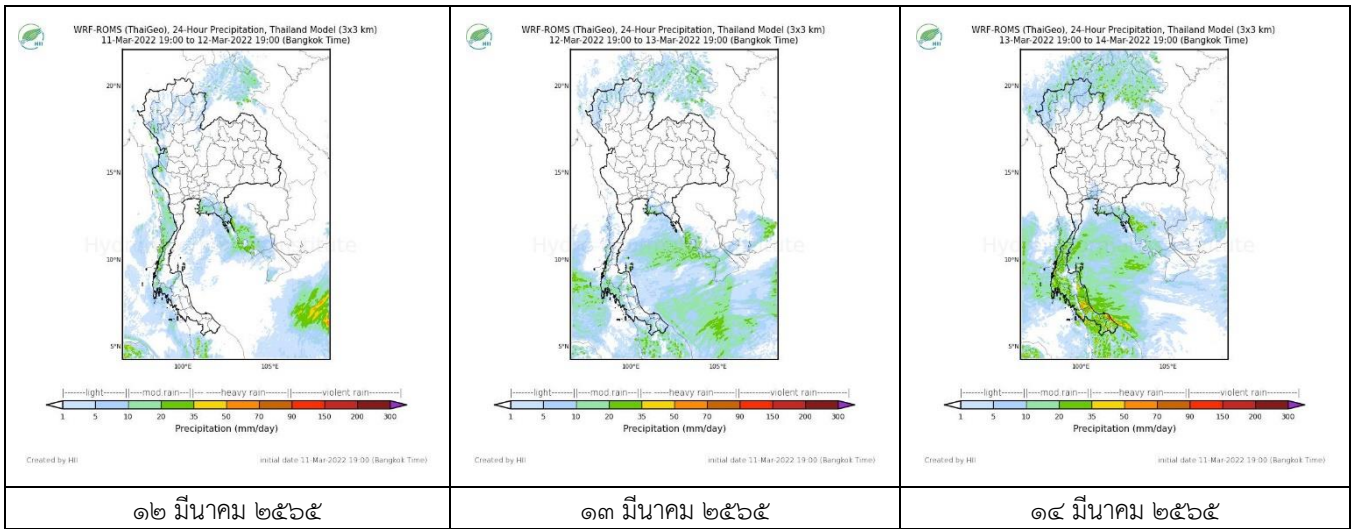 HII
WRF-ROMS (ThaiGeo), 24-Hour Precipitation, Thailand Model (3x3 km)
11-Mar-2022 19:00 to 12-Mar-2022 19:00 (Bangkok Time)
20°N
15°N
10°N
5°N
100°E
105°E
|-------light-------||----mod.rain---||--- -----heavy rain----||------violent rain--------|
1 5 10 20 35 50 70 90 150 200 300
Precipitation (mm/day)
Created by HII
initial date 11-Mar-2022 19:00 (Bangkok Time)
๑๒ มีนาคม ๒๕๖๕
HII
WRF-ROMS (ThaiGeo), 24-Hour Precipitation, Thailand Model (3x3 km)
12-Mar-2022 19:00 to 13-Mar-2022 19:00 (Bangkok Time)
20°N
15°N
10°N
5°N
100°E
105°E
|-------light-------||----mod.rain---||--- -----heavy rain----||------violent rain--------|
1 5 10 20 35 50 70 90 150 200 300
Precipitation (mm/day)
Created by HII
initial date 11-Mar-2022 19:00 (Bangkok Time)
๑๓ มีนาคม ๒๕๖๕
HII
WRF-ROMS (ThaiGeo), 24-Hour Precipitation, Thailand Model (3x3 km)
13-Mar-2022 19:00 to 14-Mar-2022 19:00 (Bangkok Time)
20°N
15°N
10°N
5°N
100°E
105°E
|-------light-------||----mod.rain---||--- -----heavy rain----||------violent rain--------|
1 5 10 20 35 50 70 90 150 200 300
Precipitation (mm/day)
Created by HII
initial date 11-Mar-2022 19:00 (Bangkok Time)
๑๔ มีนาคม ๒๕๖๕